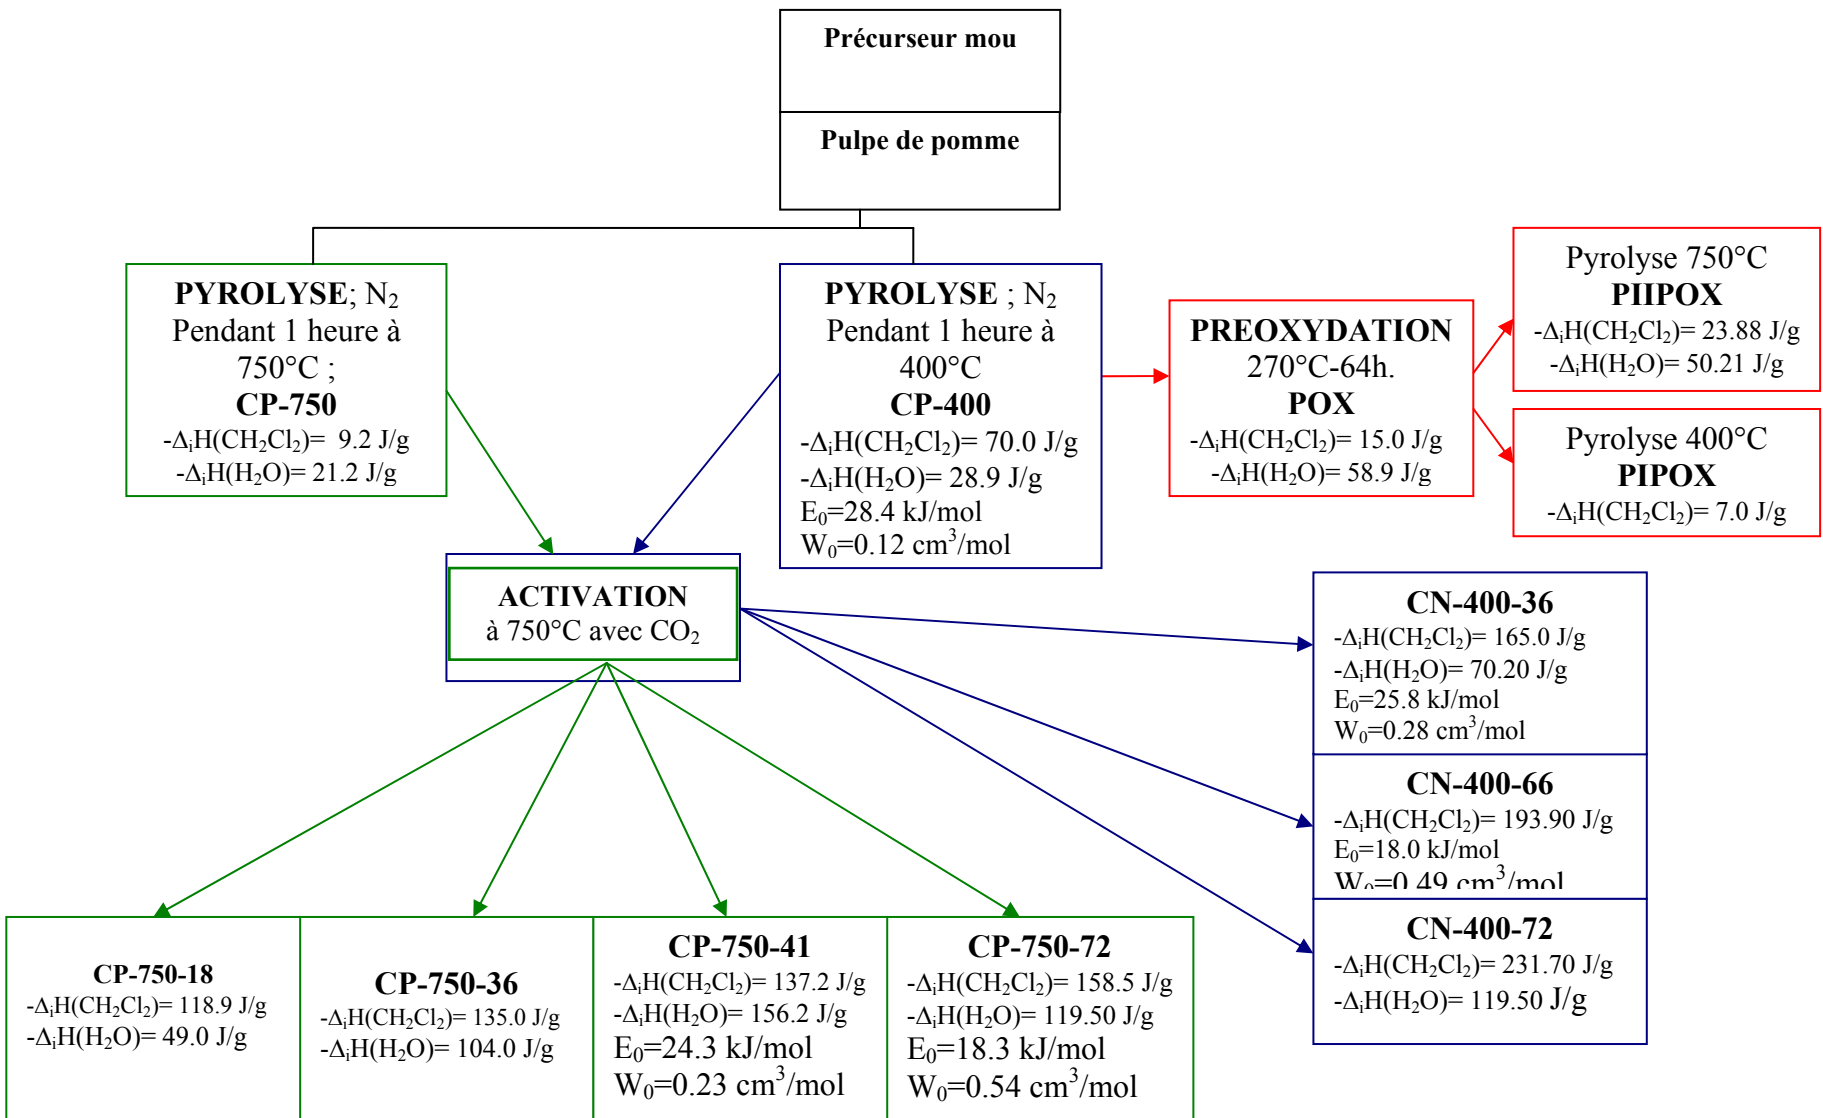 Précurseur mou
Pulpe de pomme
PYROLYSE; N₂
Pendant 1 heure à
750°C ;
CP-750
-ΔᵢH(CH₂Cl₂)= 9.2 J/g
-ΔᵢH(H₂O)= 21.2 J/g
PYROLYSE ; N₂
Pendant 1 heure à
400°C
CP-400
-ΔᵢH(CH₂Cl₂)= 70.0 J/g
-ΔᵢH(H₂O)= 28.9 J/g
E₀=28.4 kJ/mol
W₀=0.12 cm³/mol
PREOXYDATION
270°C-64h.
POX
-ΔᵢH(CH₂Cl₂)= 15.0 J/g
-ΔᵢH(H₂O)= 58.9 J/g
Pyrolyse 750°C
PIIPOX
-ΔᵢH(CH₂Cl₂)= 23.88 J/g
-ΔᵢH(H₂O)= 50.21 J/g
Pyrolyse 400°C
PIPOX
-ΔᵢH(CH₂Cl₂)= 7.0 J/g
ACTIVATION
à 750°C avec CO₂
CN-400-36
-ΔᵢH(CH₂Cl₂)= 165.0 J/g
-ΔᵢH(H₂O)= 70.20 J/g
E₀=25.8 kJ/mol
W₀=0.28 cm³/mol
CN-400-66
-ΔᵢH(CH₂Cl₂)= 193.90 J/g
E₀=18.0 kJ/mol
W₀=0.49 cm³/mol
CN-400-72
-ΔᵢH(CH₂Cl₂)= 231.70 J/g
-ΔᵢH(H₂O)= 119.50 J/g
CP-750-18
-ΔᵢH(CH₂Cl₂)= 118.9 J/g
-ΔᵢH(H₂O)= 49.0 J/g
CP-750-36
-ΔᵢH(CH₂Cl₂)= 135.0 J/g
-ΔᵢH(H₂O)= 104.0 J/g
CP-750-41
-ΔᵢH(CH₂Cl₂)= 137.2 J/g
-ΔᵢH(H₂O)= 156.2 J/g
E₀=24.3 kJ/mol
W₀=0.23 cm³/mol
CP-750-72
-ΔᵢH(CH₂Cl₂)= 158.5 J/g
-ΔᵢH(H₂O)= 119.50 J/g
E₀=18.3 kJ/mol
W₀=0.54 cm³/mol